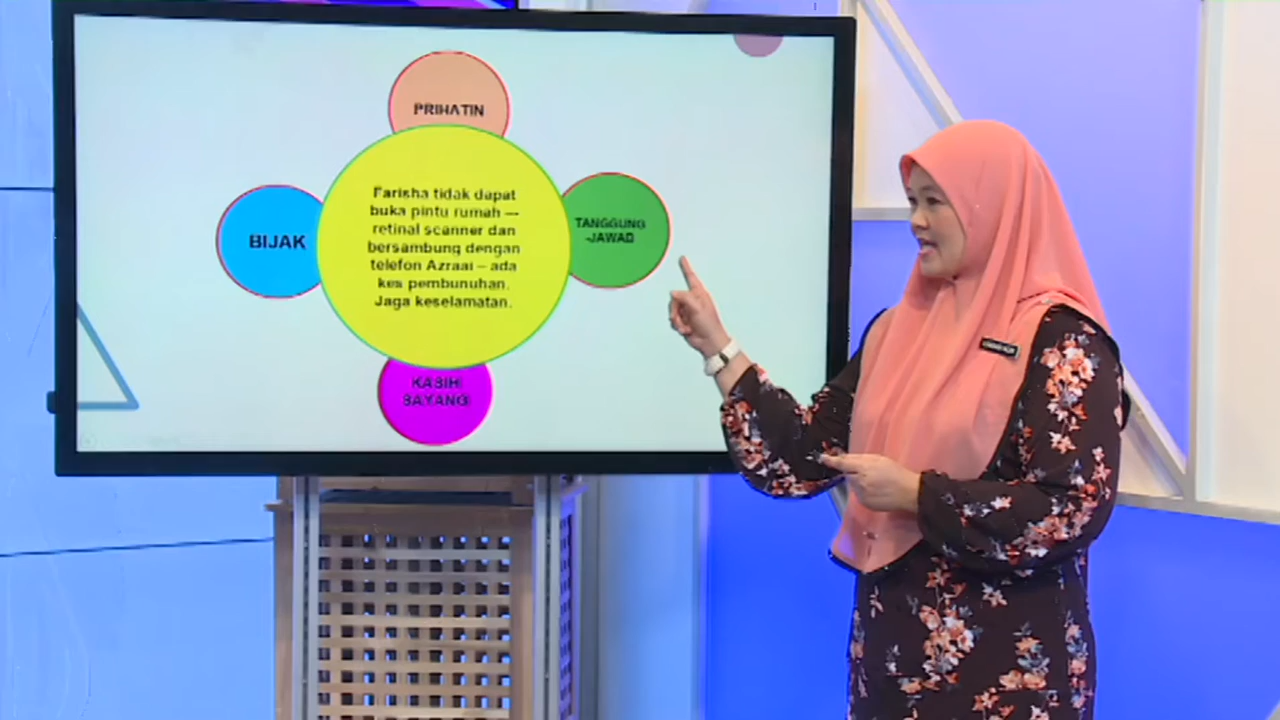 PRIHATIN
BIJAK
Farisha tidak dapat
buka pintu rumah —
retinal scanner dan
bersambung dengan
telefon Azraai – ada
kes pembunuhan.
Jaga keselamatan.
TANGGUNG
-JAWAB
KASIH
SAYANG